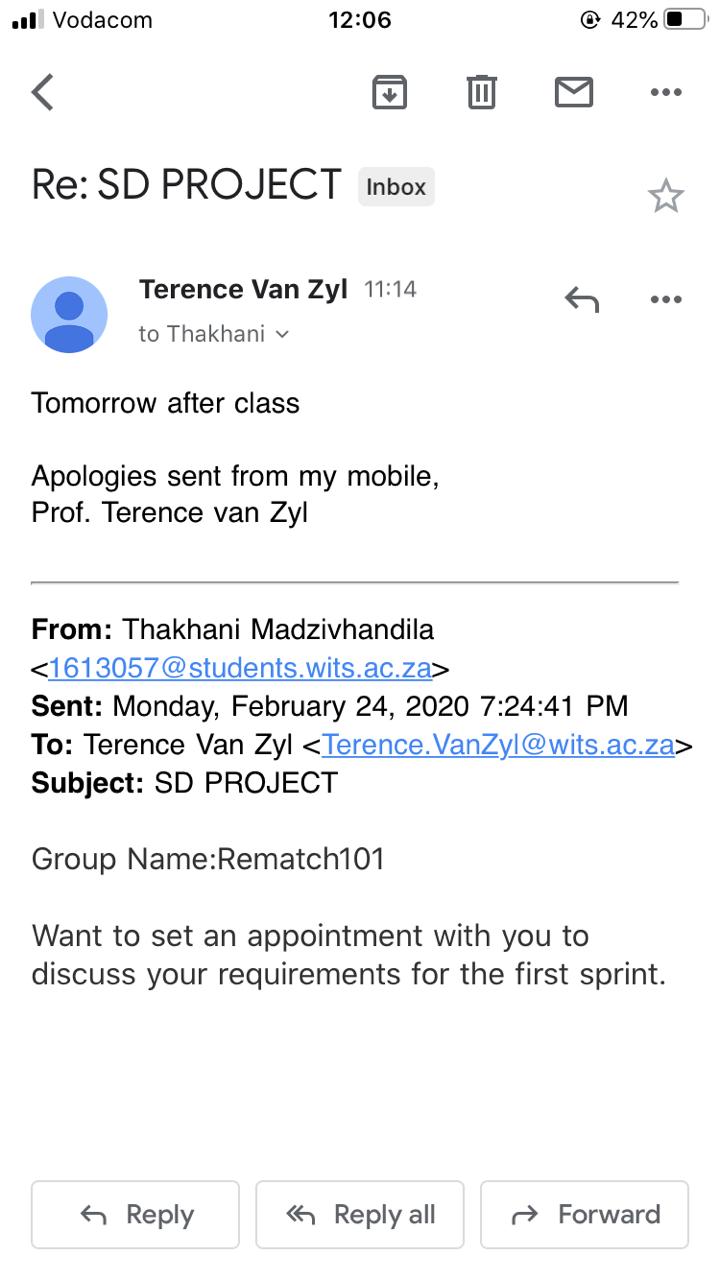 Vodacom 12:06 42%
Re: SD PROJECT Inbox
Terence Van Zyl 11:14
to Thakhani
Tomorrow after class
Apologies sent from my mobile,
Prof. Terence van Zyl
From: Thakhani Madzivhandila
<1613057@students.wits.ac.za>
Sent: Monday, February 24, 2020 7:24:41 PM
To: Terence Van Zyl <Terence.VanZyl@wits.ac.za>
Subject: SD PROJECT
Group Name:Rematch101
Want to set an appointment with you to
discuss your requirements for the first sprint.
Reply Reply all Forward